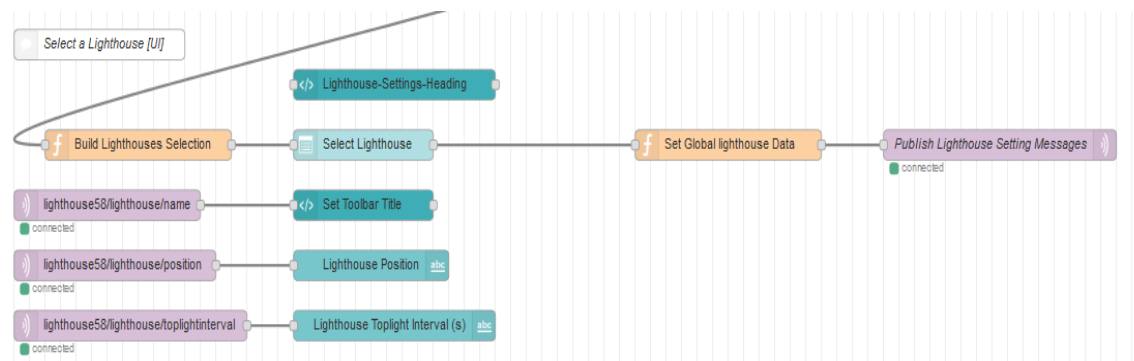 Select a Lighthouse [UI]
</> Lighthouse-Settings-Heading
f Build Lighthouses Selection
Select Lighthouse
f Set Global lighthouse Data
Publish Lighthouse Setting Messages
connected
lighthouse58/lighthouse/name
</> Set Toolbar Title
connected
lighthouse58/lighthouse/position
Lighthouse Position abc
connected
lighthouse58/lighthouse/toplightinterval
Lighthouse Toplight Interval (s) abc
connected